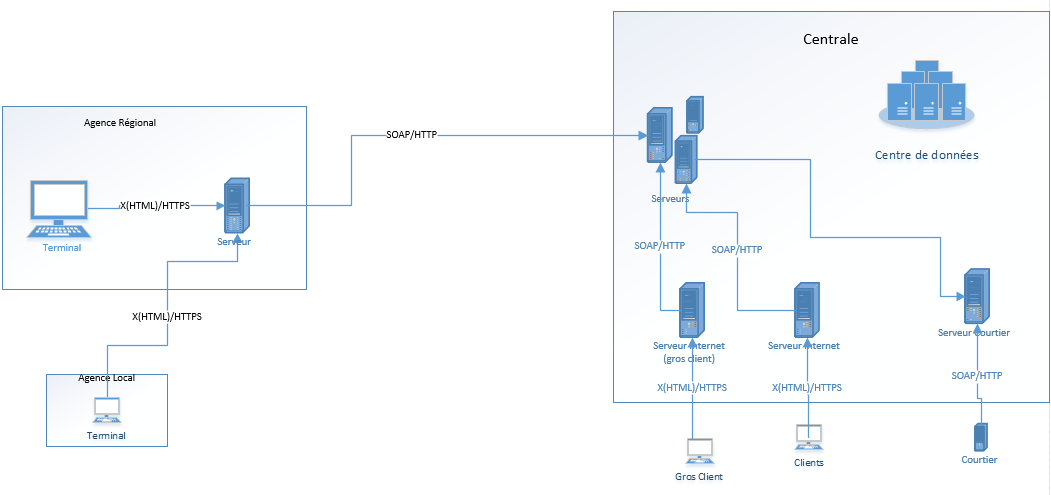 Centrale
Centre de données
Agence Régional
SOAP/HTTP
X(HTML)/HTTPS
Terminal
Serveur
Serveurs
SOAP/HTTP
SOAP/HTTP
X(HTML)/HTTPS
Serveur Internet
(gros client)
Serveur Internet
Serveur Courtier
Agence Local
Terminal
X(HTML)/HTTPS
X(HTML)/HTTPS
SOAP/HTTP
Gros Client
Clients
Courtier